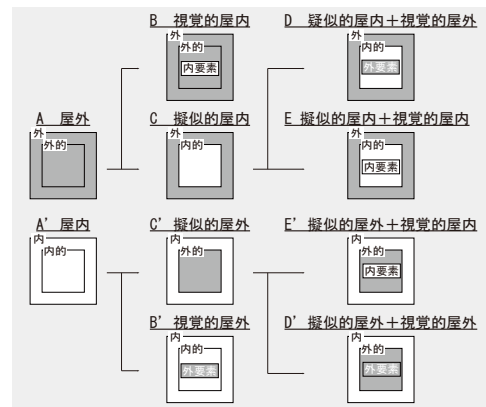 B 視覚的屋内
外
外的
内要素
D 疑似的屋内＋視覚的屋外
外
内的
外要素
A 屋外
外
外的
C 擬似的屋内
外
内的
E 擬似的屋内＋視覚的屋内
外
内的
内要素
A' 屋内
内
内的
C' 擬似的屋外
内
外的
E' 擬似的屋外＋視覚的屋内
内
外的
内要素
B' 視覚的屋外
内
内的
外要素
D' 擬似的屋外＋視覚的屋外
内
外的
外要素